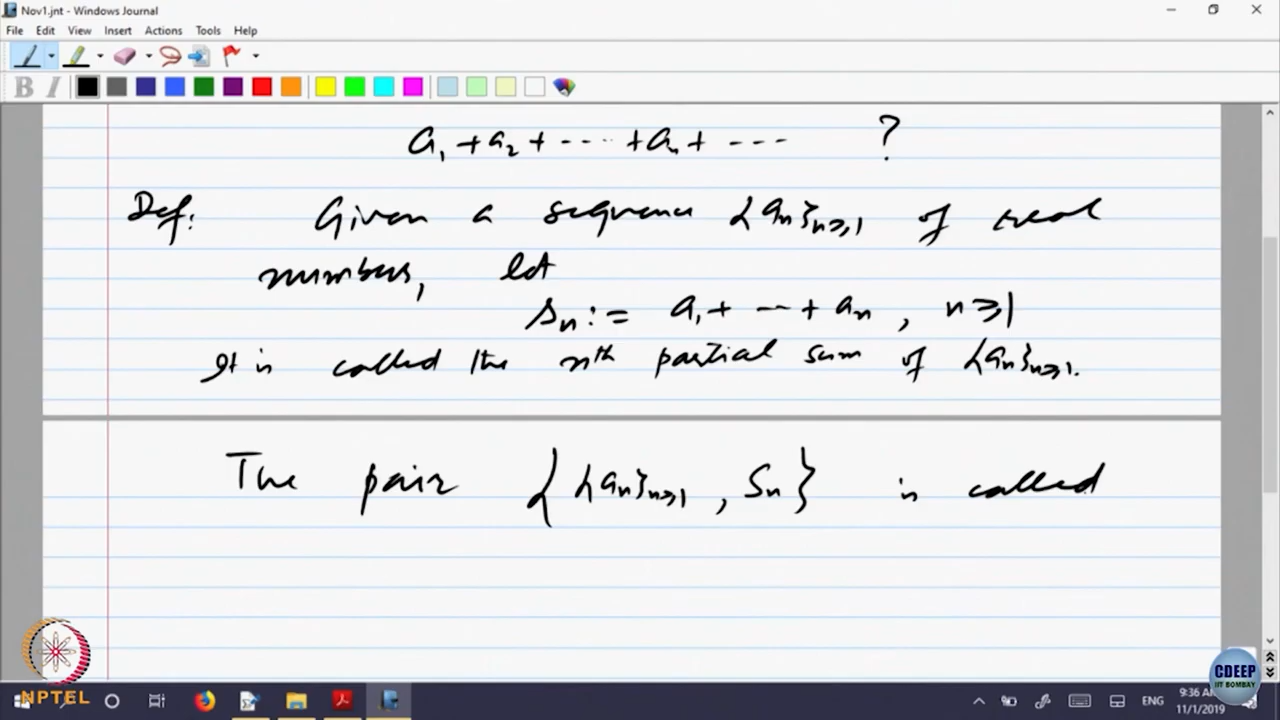 Nov1.jnt - Windows Journal
File Edit View Insert Actions Tools Help
B I
a₁ + a₂ + ---- + aₙ + --- ?
Def: Given a sequence {aₙ}ₙ≥₁ of real
numbers, let
sₙ := a₁ + --- + aₙ , n ≥ 1
It is called the nth partial sum of {aₙ}ₙ≥₁.
The pair { {aₙ}ₙ≥₁ , Sₙ } is called
NPTEL
CDEEP
IIT BOMBAY
ENG
9:36 AM
11/1/2019